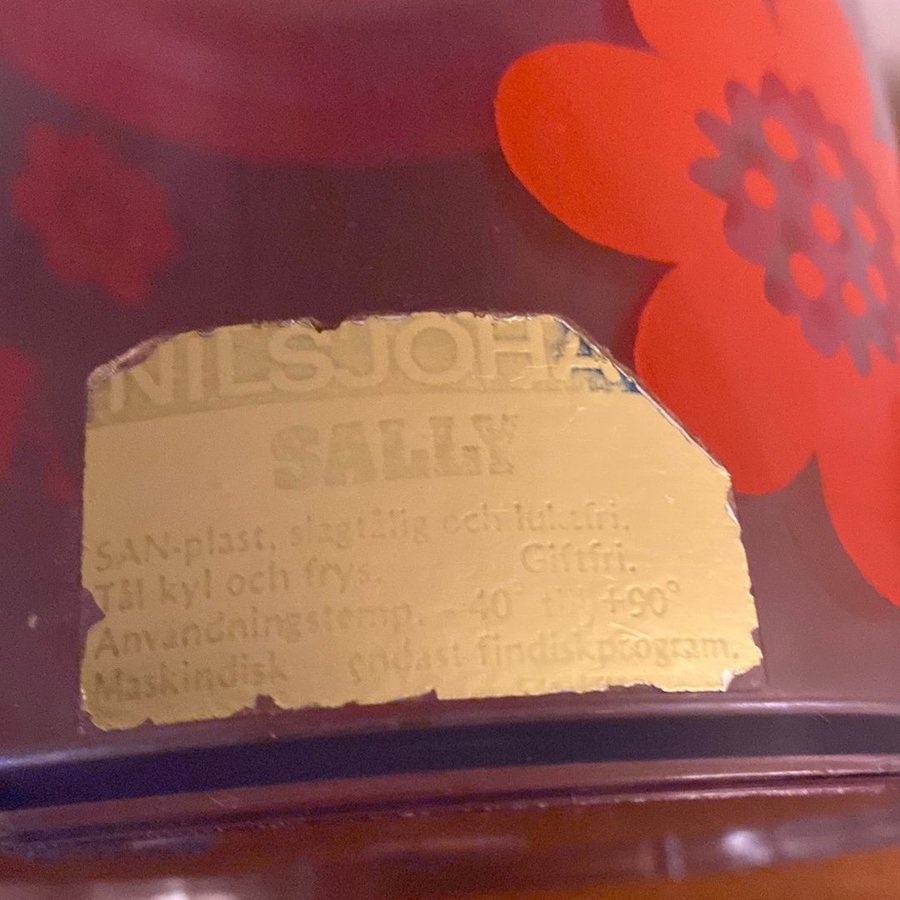 NILSJOHA
SALLY
SAN-plast, slagtålig och luktfri.
Tål kyl och frys. Giftfri.
Användningstemp. -40° till +90°
Maskindisk endast findiskprogram.